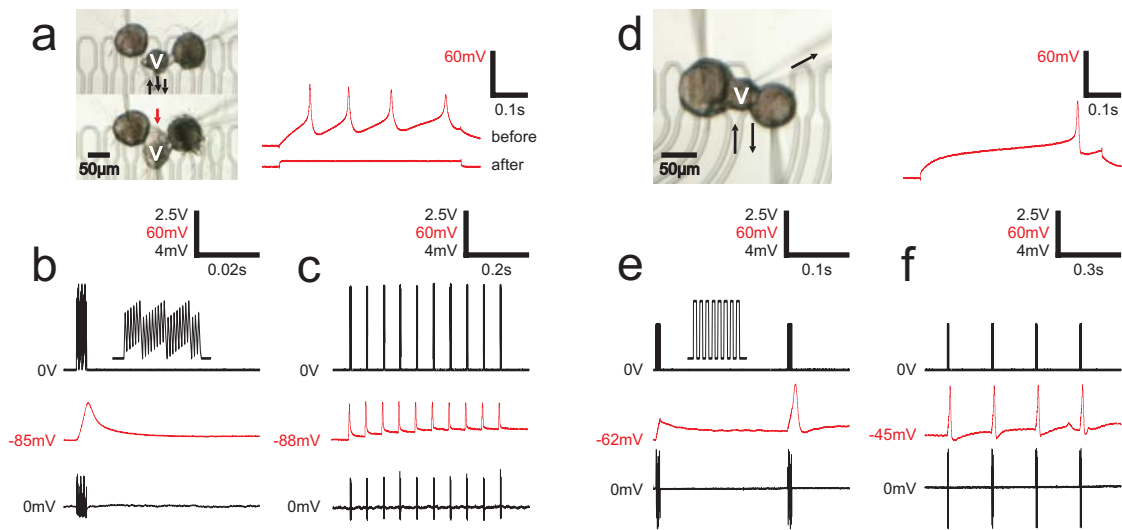 a
V
V
50µm
60mV
0.1s
before
after
d
V
50µm
60mV
0.1s
b
2.5V
60mV
4mV
0.02s
0V
-85mV
0mV
c
2.5V
60mV
4mV
0.2s
0V
-88mV
0mV
e
2.5V
60mV
4mV
0.1s
0V
-62mV
0mV
f
2.5V
60mV
4mV
0.3s
0V
-45mV
0mV